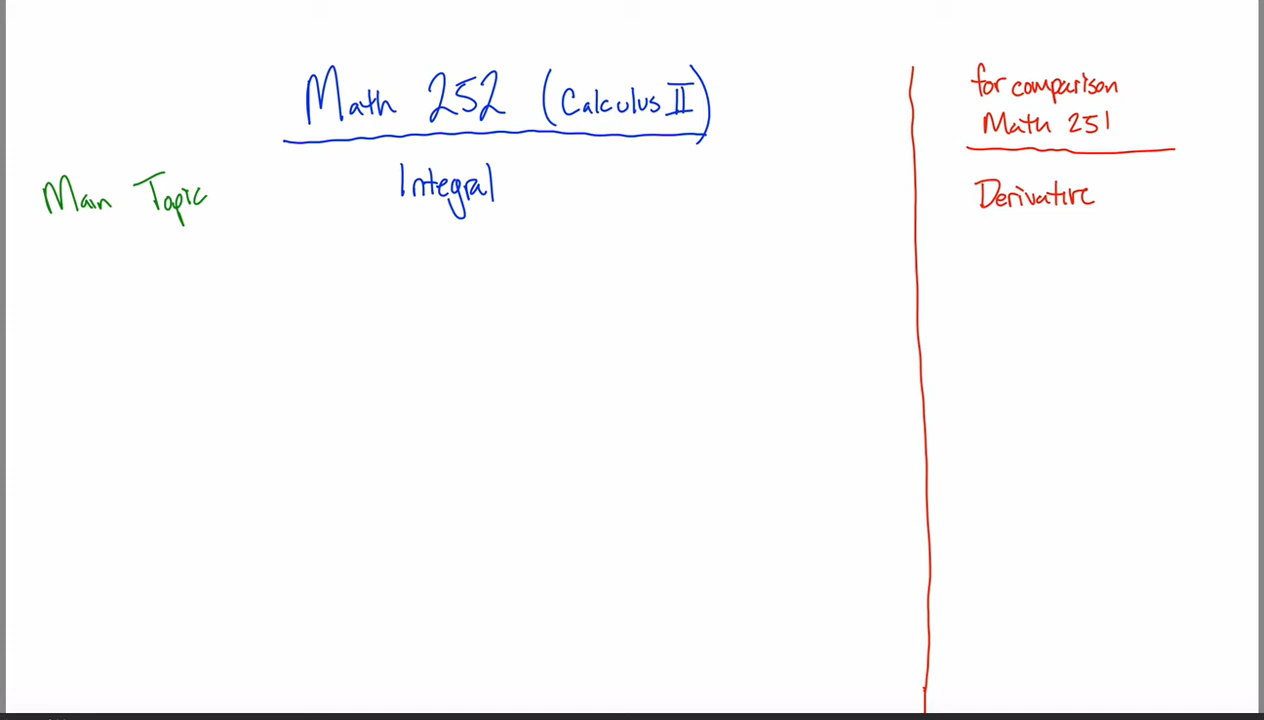 Math 252 (Calculus II)
Main Topic
Integral
for comparison
Math 251
Derivative